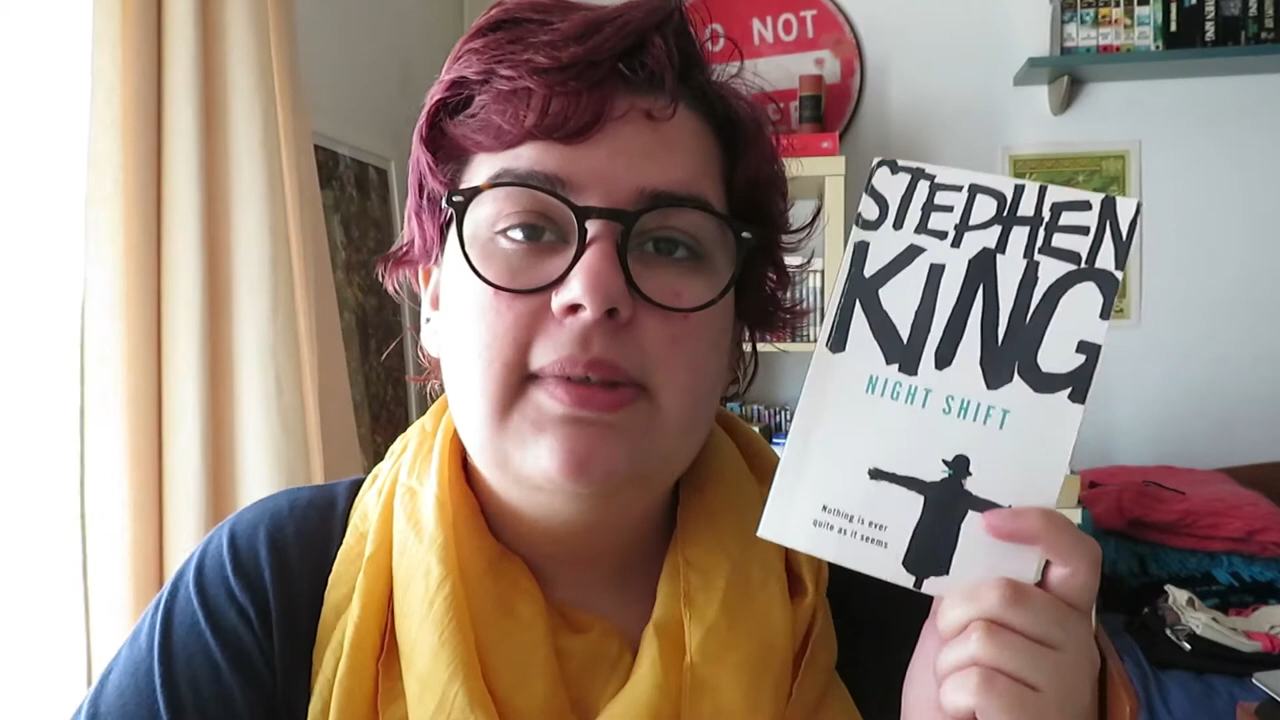 O NOT
STEPHEN
KING
NIGHT SHIFT
Nothing is ever
quite as it seems